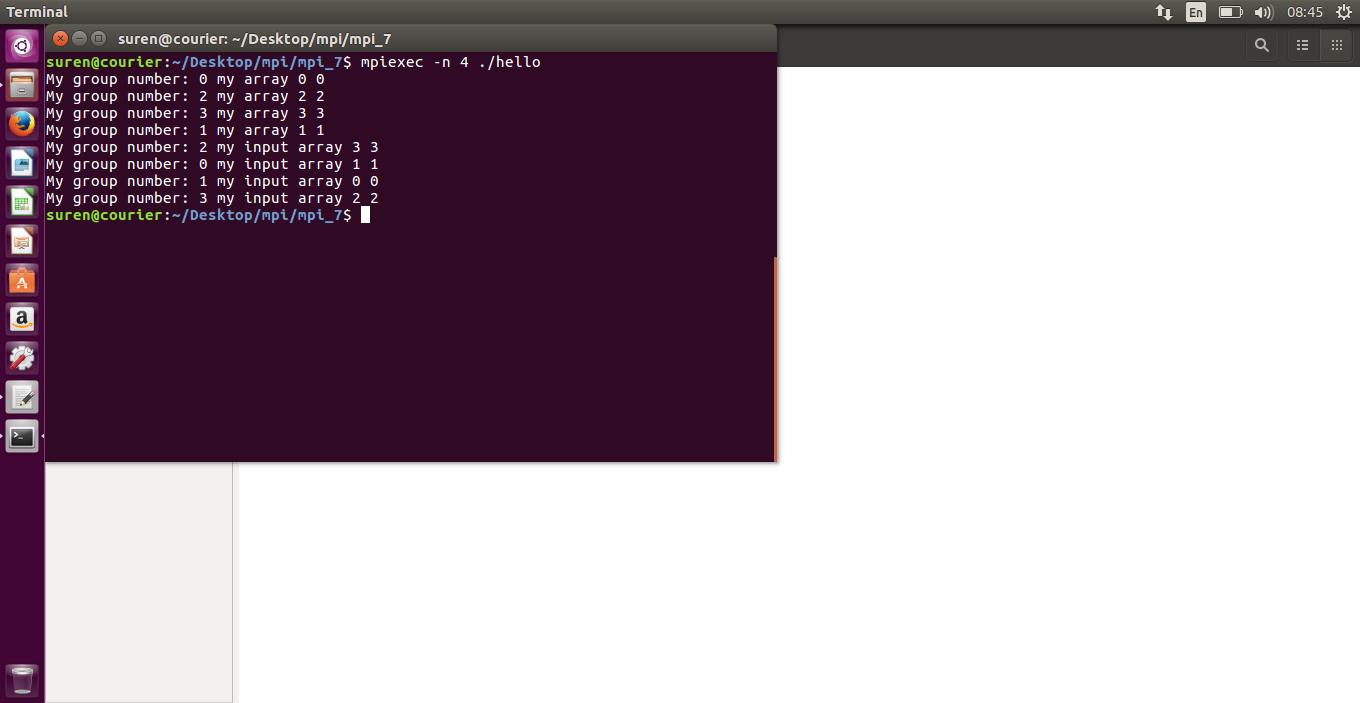 Terminal
En
08:45
suren@courier: ~/Desktop/mpi/mpi_7
suren@courier:~/Desktop/mpi/mpi_7$ mpiexec -n 4 ./hello
My group number: 0 my array 0 0
My group number: 2 my array 2 2
My group number: 3 my array 3 3
My group number: 1 my array 1 1
My group number: 2 my input array 3 3
My group number: 0 my input array 1 1
My group number: 1 my input array 0 0
My group number: 3 my input array 2 2
suren@courier:~/Desktop/mpi/mpi_7$